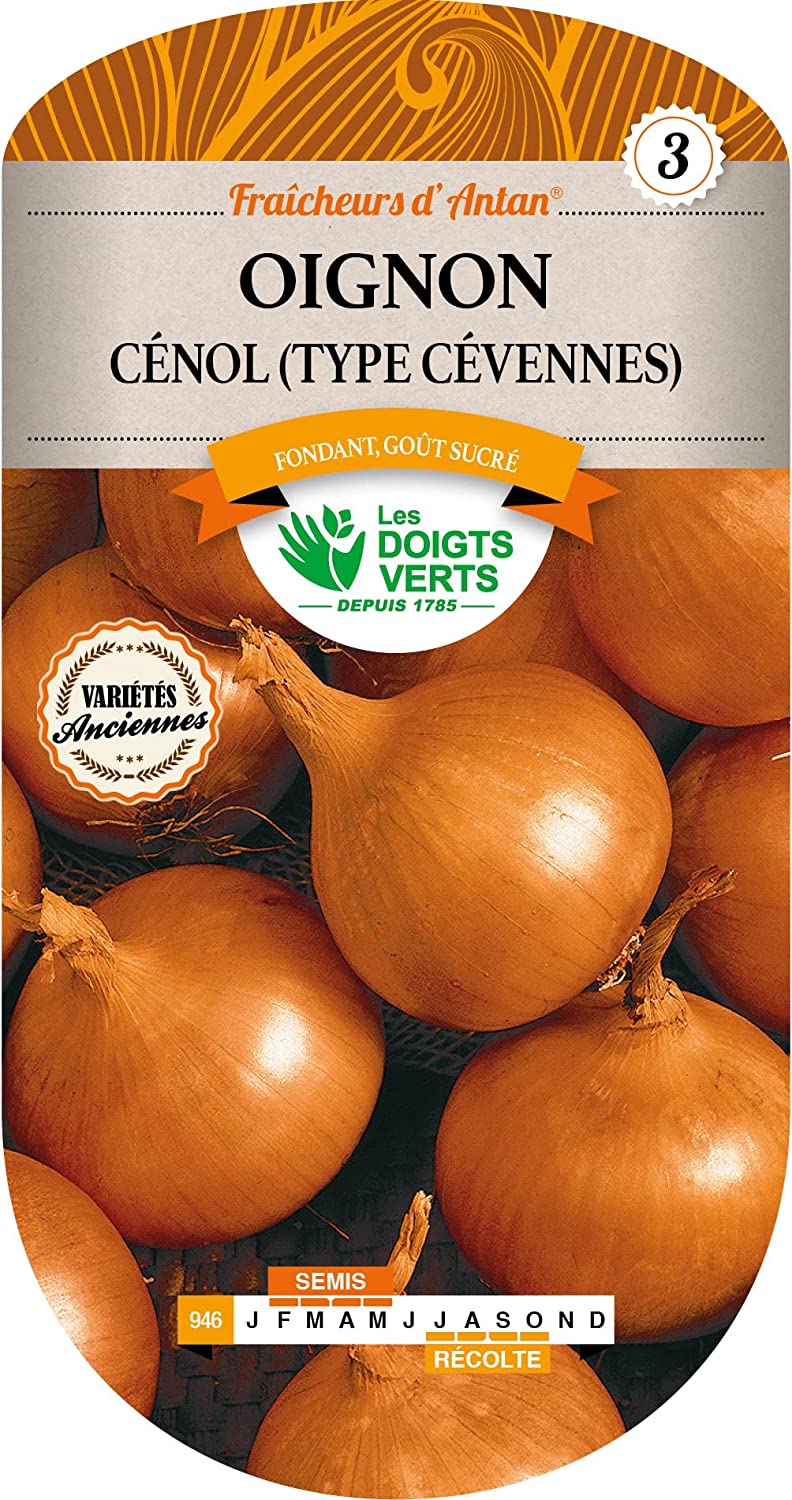 3
Fraîcheurs d'Antan®
OIGNON
CÉNOL (TYPE CÉVENNES)
FONDANT, GOÛT SUCRÉ
Les
DOIGTS
VERTS
DEPUIS 1785
VARIÉTÉS
Anciennes
SEMIS
946 J F M A M J J A S O N D
RÉCOLTE